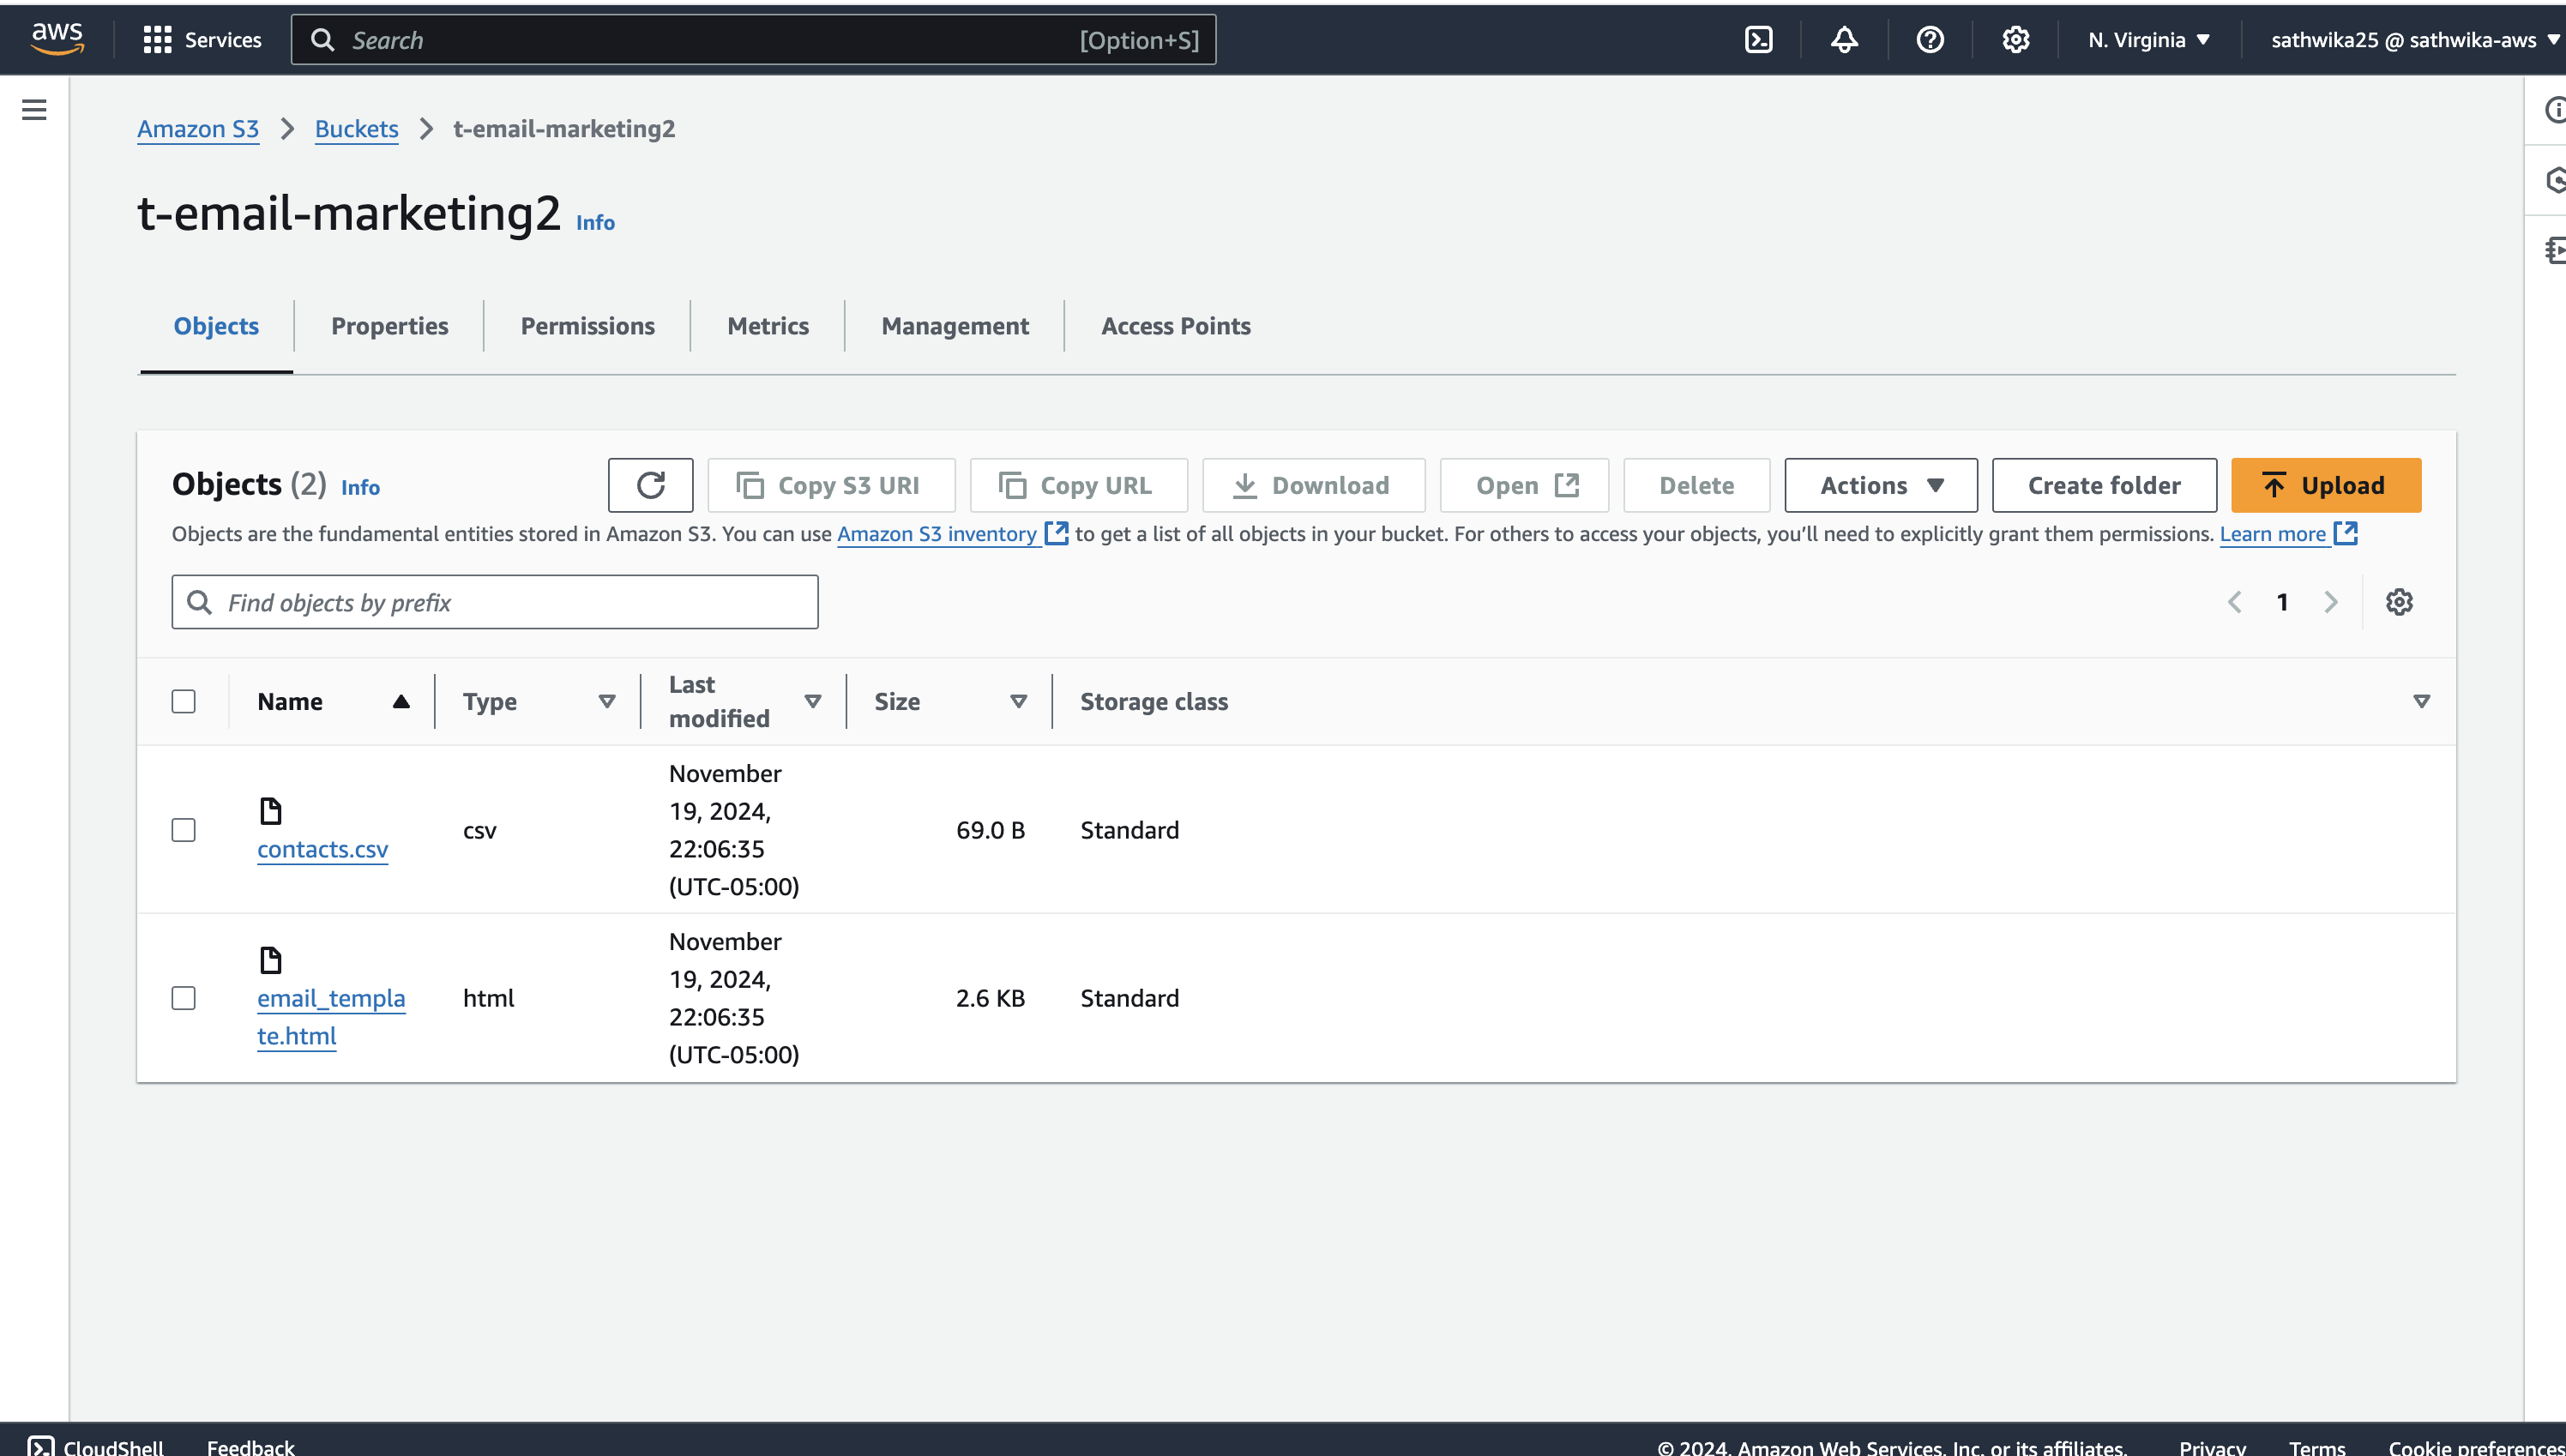 aws
Services
Search [Option+S]
N. Virginia
sathwika25 @ sathwika-aws
Amazon S3 > Buckets > t-email-marketing2
t-email-marketing2 Info
Objects
Properties
Permissions
Metrics
Management
Access Points
Objects (2) Info
Copy S3 URI
Copy URL
Download
Open
Delete
Actions
Create folder
Upload
Objects are the fundamental entities stored in Amazon S3. You can use Amazon S3 inventory to get a list of all objects in your bucket. For others to access your objects, you’ll need to explicitly grant them permissions. Learn more
Find objects by prefix
1
Name
Type
Last
modified
Size
Storage class
contacts.csv
csv
November
19, 2024,
22:06:35
(UTC-05:00)
69.0 B
Standard
email_templa
te.html
html
November
19, 2024,
22:06:35
(UTC-05:00)
2.6 KB
Standard
CloudShell
Feedback
© 2024, Amazon Web Services, Inc. or its affiliates.
Privacy
Terms
Cookie preferences